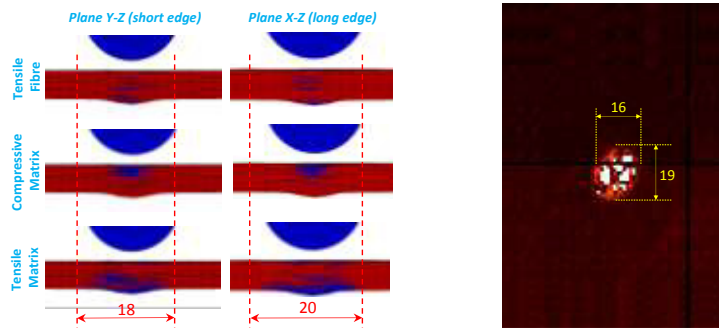 Plane Y-Z (short edge)
Plane X-Z (long edge)
Tensile
Fibre
Compressive
Matrix
Tensile
Matrix
18
20
16
19